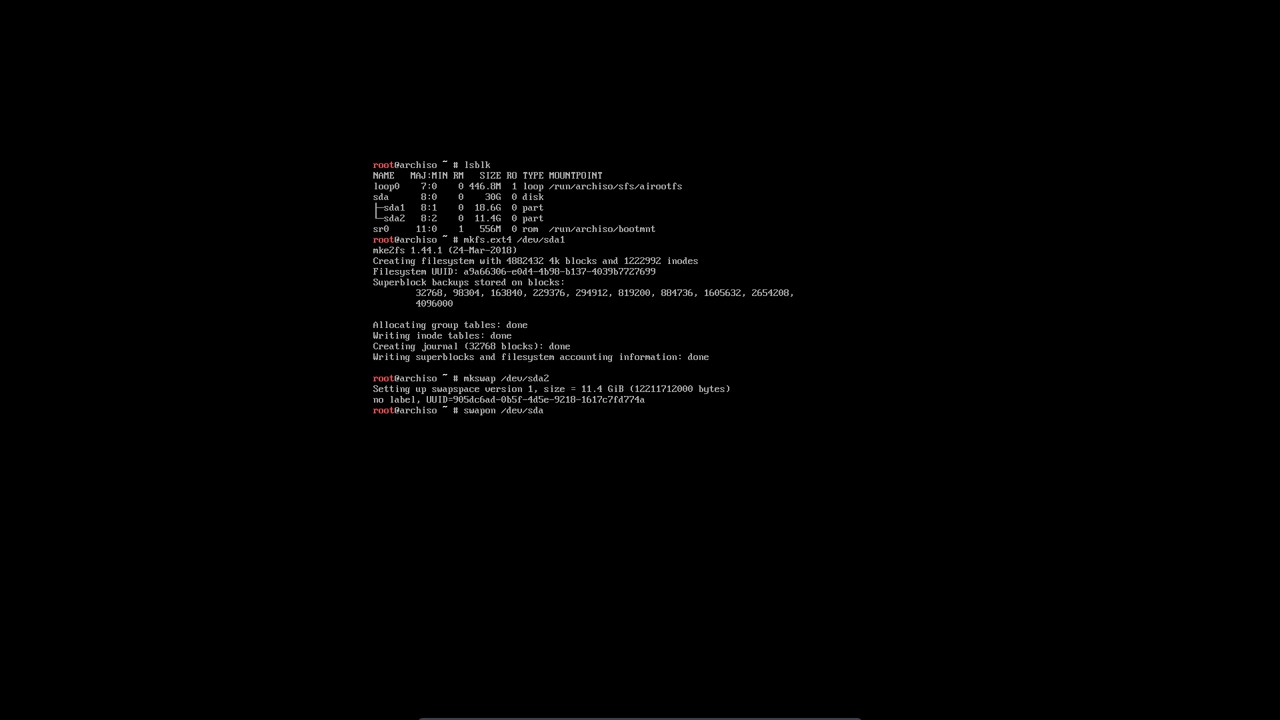 root@archiso ~ # lsblk
NAME   MAJ:MIN RM   SIZE RO TYPE MOUNTPOINT
loop0    7:0    0 446.8M  1 loop /run/archiso/sfs/airootfs
sda      8:0    0    30G  0 disk
├─sda1   8:1    0  18.6G  0 part
└─sda2   8:2    0  11.4G  0 part
sr0     11:0    1   556M  0 rom  /run/archiso/bootmnt
root@archiso ~ # mkfs.ext4 /dev/sda1
mke2fs 1.44.1 (24-Mar-2018)
Creating filesystem with 4882432 4k blocks and 1222992 inodes
Filesystem UUID: a9a66306-e0d4-4b98-b137-4039b7727699
Superblock backups stored on blocks:
        32768, 98304, 163840, 229376, 294912, 819200, 884736, 1605632, 2654208,
        4096000
Allocating group tables: done
Writing inode tables: done
Creating journal (32768 blocks): done
Writing superblocks and filesystem accounting information: done
root@archiso ~ # mkswap /dev/sda2
Setting up swapspace version 1, size = 11.4 GiB (12211712000 bytes)
no label, UUID=905dc6ad-0b5f-4d5e-9218-1617c7fd774a
root@archiso ~ # swapon /dev/sda